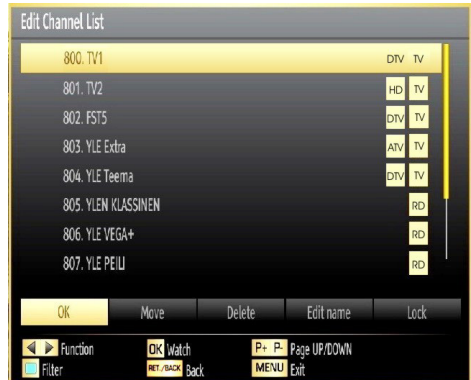 Edit Channel List
800. TV1 DTV TV
801. TV2 HD TV
802. FST5 DTV TV
803. YLE Extra ATV TV
804. YLE Teema DTV TV
805. YLEN KLASSINEN RD
806. YLE VEGA+ RD
807. YLE PEILI RD
OK Move Delete Edit name Lock
Function OK Watch P+ P- Page UP/DOWN
Filter RET./BACK Back MENU Exit